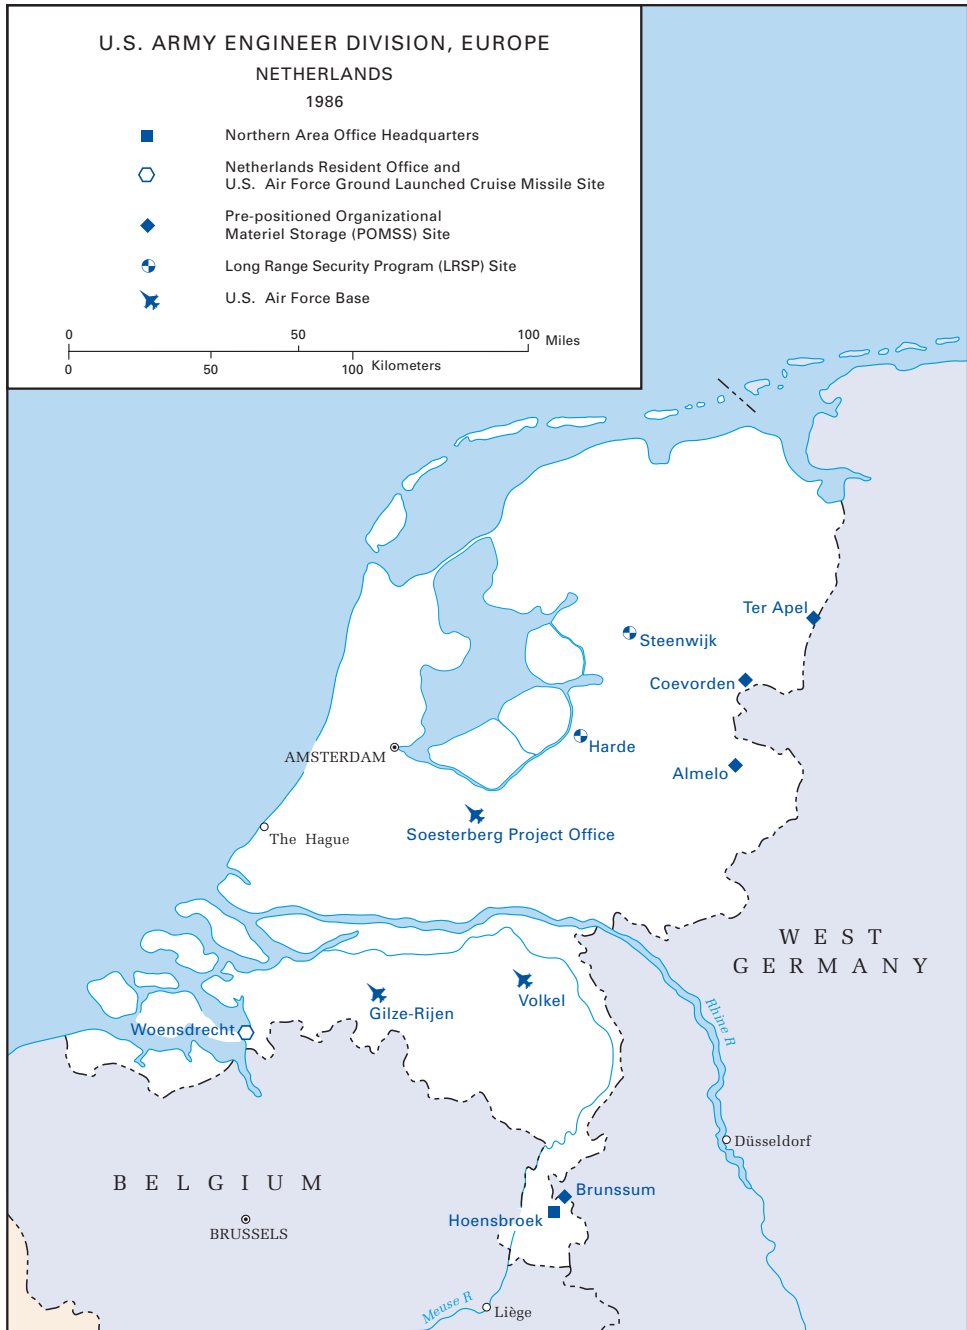 U.S. ARMY ENGINEER DIVISION, EUROPE
NETHERLANDS
1986
Northern Area Office Headquarters
Netherlands Resident Office and
U.S. Air Force Ground Launched Cruise Missile Site
Pre-positioned Organizational
Materiel Storage (POMSS) Site
Long Range Security Program (LRSP) Site
U.S. Air Force Base
0 50 100 Miles
0 50 100 Kilometers
Ter Apel
Steenwijk
Coevorden
Harde
AMSTERDAM
Almelo
Soesterberg Project Office
The Hague
WEST
GERMANY
Volkel
Gilze-Rijen
Rhine R
Woensdrecht
Düsseldorf
BELGIUM
Brunssum
Hoensbroek
BRUSSELS
Meuse R
Liège